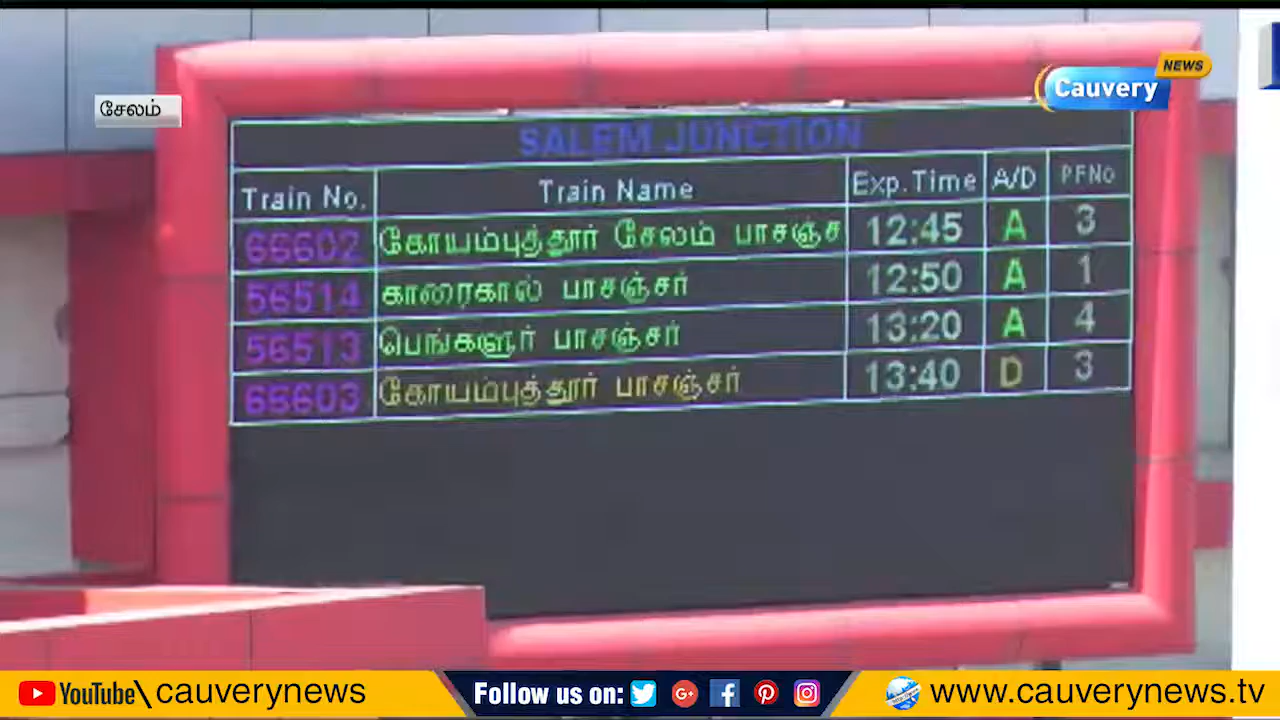 NEWS
Cauvery
சேலம்
SALEM JUNCTION
Train No. Train Name Exp.Time A/D PFNo
66602 கோயம்புத்தூர் சேலம் பாசஞ்ச 12:45 A 3
56514 காரைகால் பாசஞ்சர் 12:50 A 1
56513 பெங்களூர் பாசஞ்சர் 13:20 A 4
66603 கோயம்புத்தூர் பாசஞ்சர் 13:40 D 3
YouTube\cauverynews Follow us on: www.cauverynews.tv